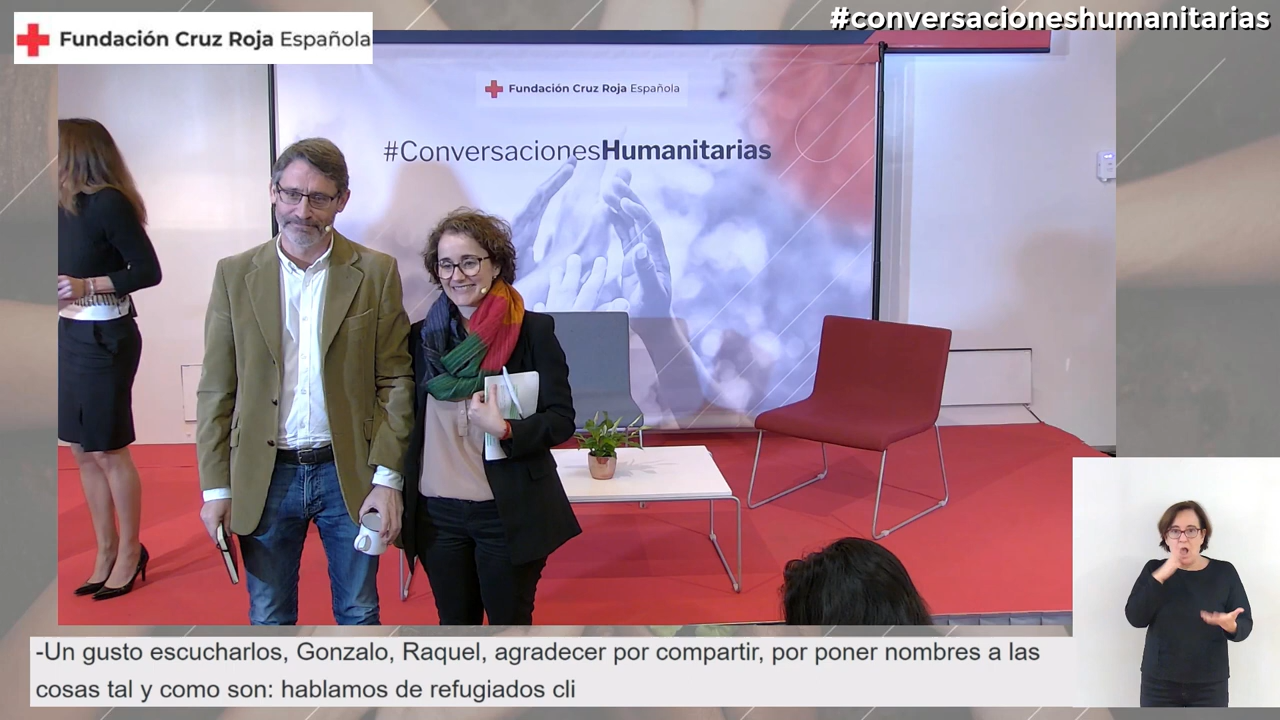 Fundación Cruz Roja Española
#conversacioneshumanitarias
Fundación Cruz Roja Española
#ConversacionesHumanitarias
-Un gusto escucharlos, Gonzalo, Raquel, agradecer por compartir, por poner nombres a las
cosas tal y como son: hablamos de refugiados cli